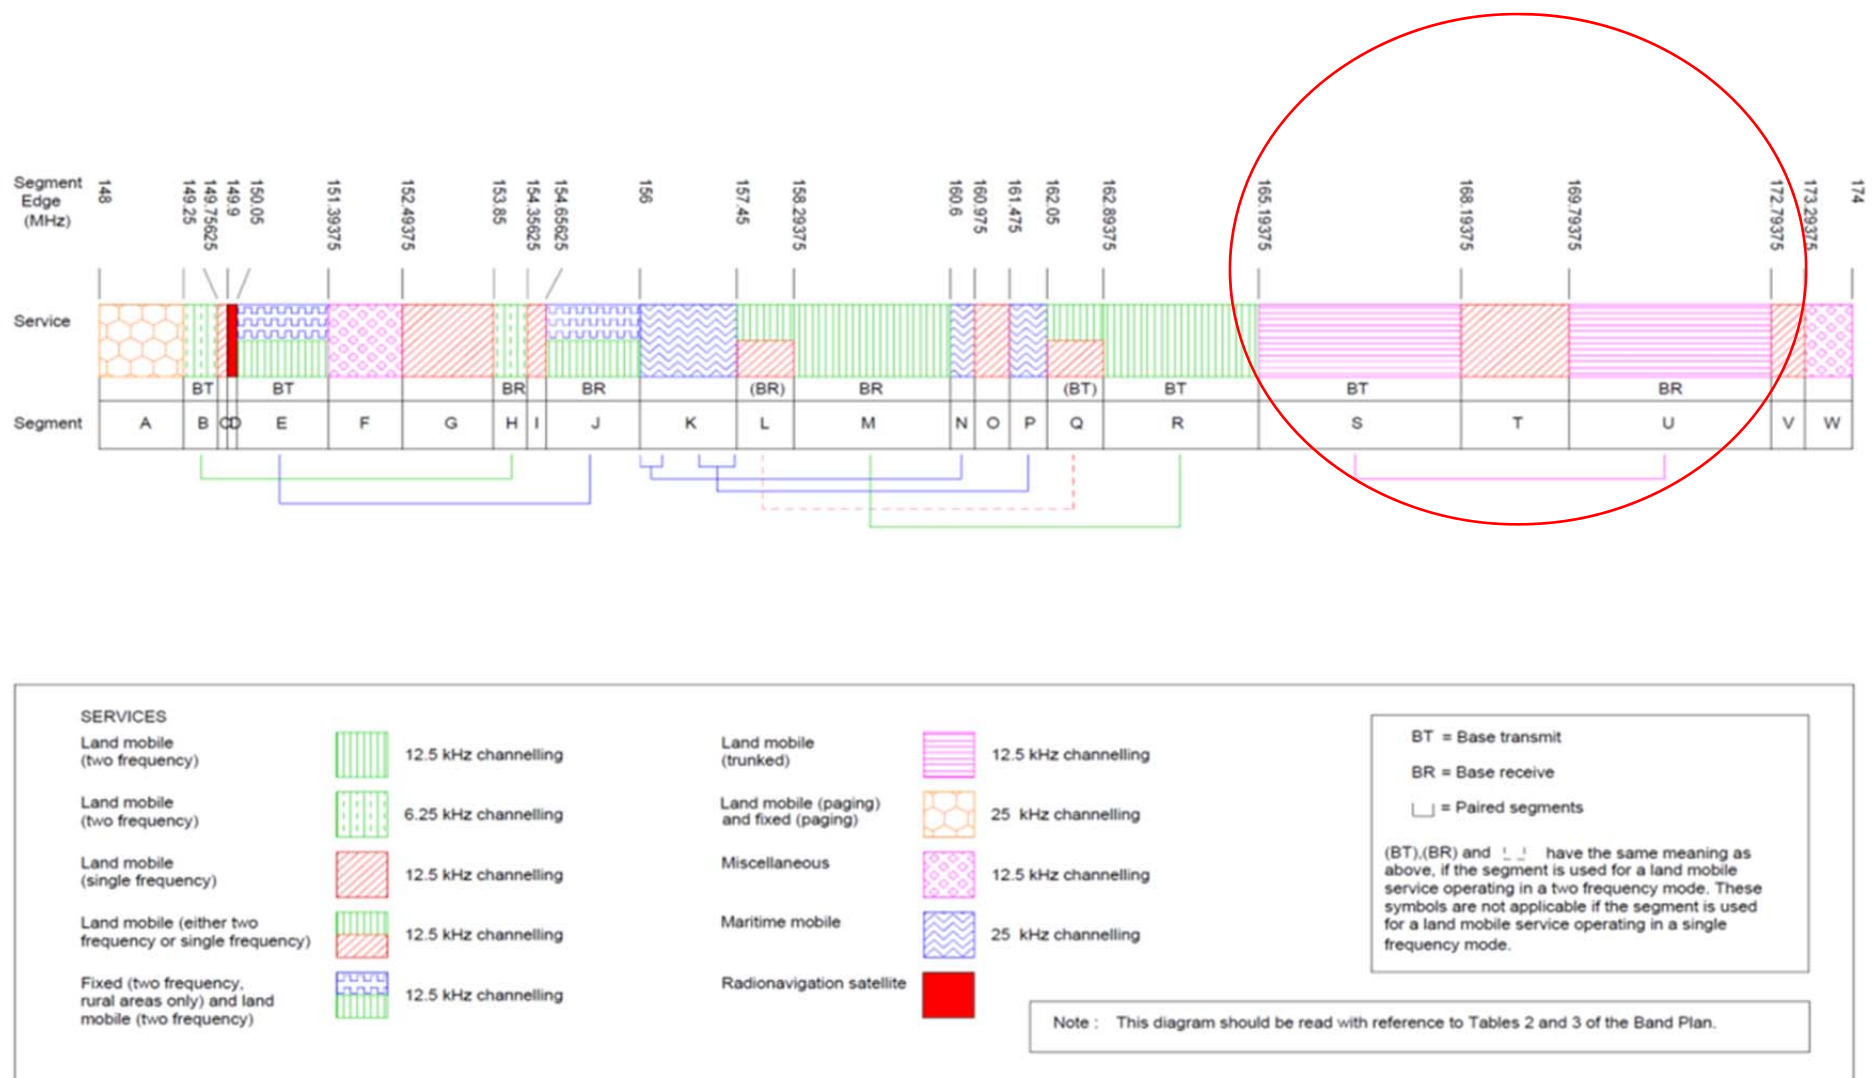 Segment
Edge
(MHz)
148
149.25
149.75625
149.9
150.05
151.39375
152.49375
153.85
154.35625
154.65625
156
157.45
158.29375
160.6
160.975
161.475
162.05
162.89375
165.19375
168.19375
169.79375
172.79375
173.29375
174
Service
BT BT BR BR (BR) BR (BT) BT BT BR
Segment A B C D E F G H I J K L M N O P Q R S T U V W
SERVICES
Land mobile
(two frequency)
12.5 kHz channelling
Land mobile
(two frequency)
6.25 kHz channelling
Land mobile
(single frequency)
12.5 kHz channelling
Land mobile (either two
frequency or single frequency)
12.5 kHz channelling
Fixed (two frequency,
rural areas only) and land
mobile (two frequency)
12.5 kHz channelling
Land mobile
(trunked)
12.5 kHz channelling
Land mobile (paging)
and fixed (paging)
25 kHz channelling
Miscellaneous
12.5 kHz channelling
Maritime mobile
25 kHz channelling
Radionavigation satellite
BT = Base transmit
BR = Base receive
= Paired segments
(BT),(BR) and have the same meaning as
above, if the segment is used for a land mobile
service operating in a two frequency mode. These
symbols are not applicable if the segment is used
for a land mobile service operating in a single
frequency mode.
Note : This diagram should be read with reference to Tables 2 and 3 of the Band Plan.